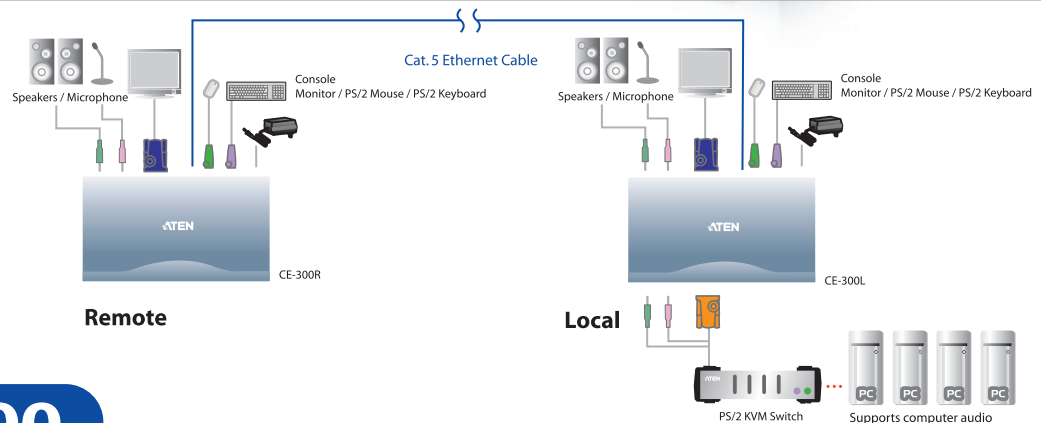 Cat. 5 Ethernet Cable
Speakers / Microphone
Console
Monitor / PS/2 Mouse / PS/2 Keyboard
ATEN
CE-300R
Remote
Speakers / Microphone
Console
Monitor / PS/2 Mouse / PS/2 Keyboard
ATEN
CE-300L
Local
ATEN
PS/2 KVM Switch
PC
PC
PC
PC
Supports computer audio